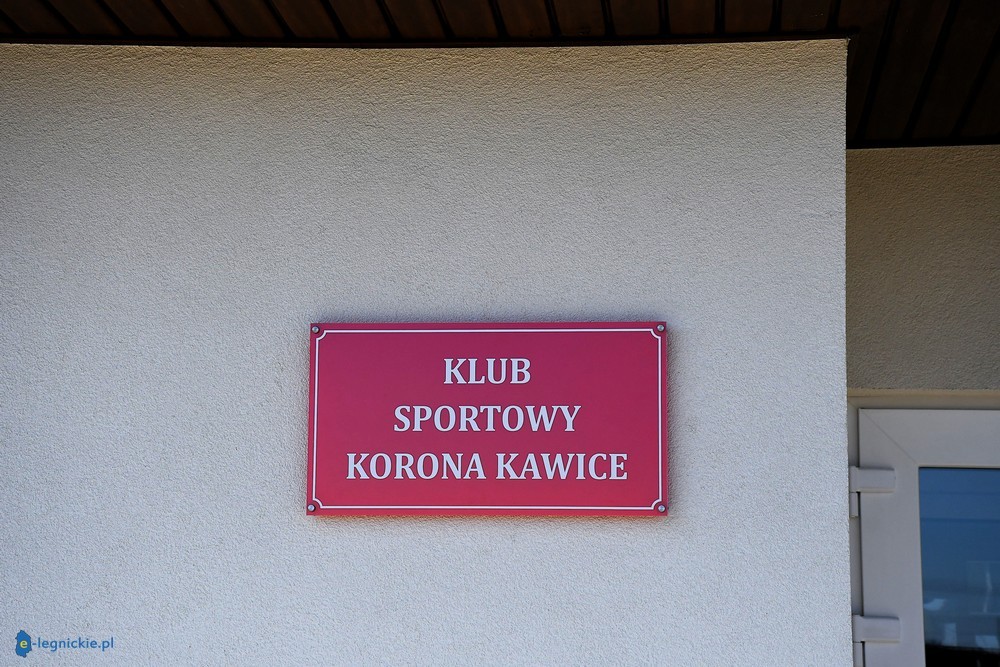 KLUB
SPORTOWY
KORONA KAWICE
e-legnickie.pl